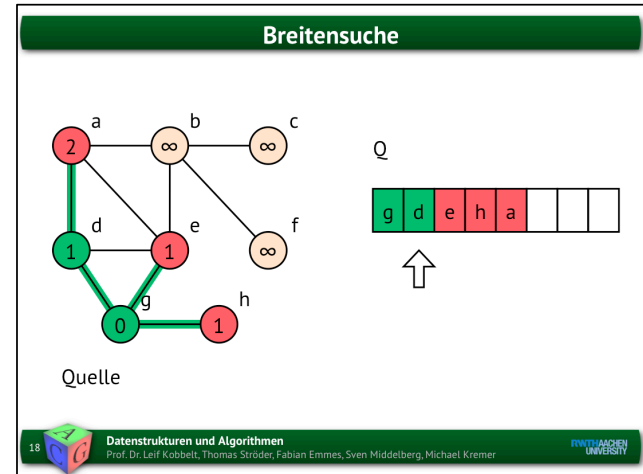 Breitensuche
a b c
2 ∞ ∞
Q
g d e h a
d e f
1 1 ∞
g h
0 1
Quelle
18
A C G
Datenstrukturen und Algorithmen
Prof. Dr. Leif Kobbelt, Thomas Ströder, Fabian Emmes, Sven Middelberg, Michael Kremer
RWTHAACHEN
UNIVERSITY